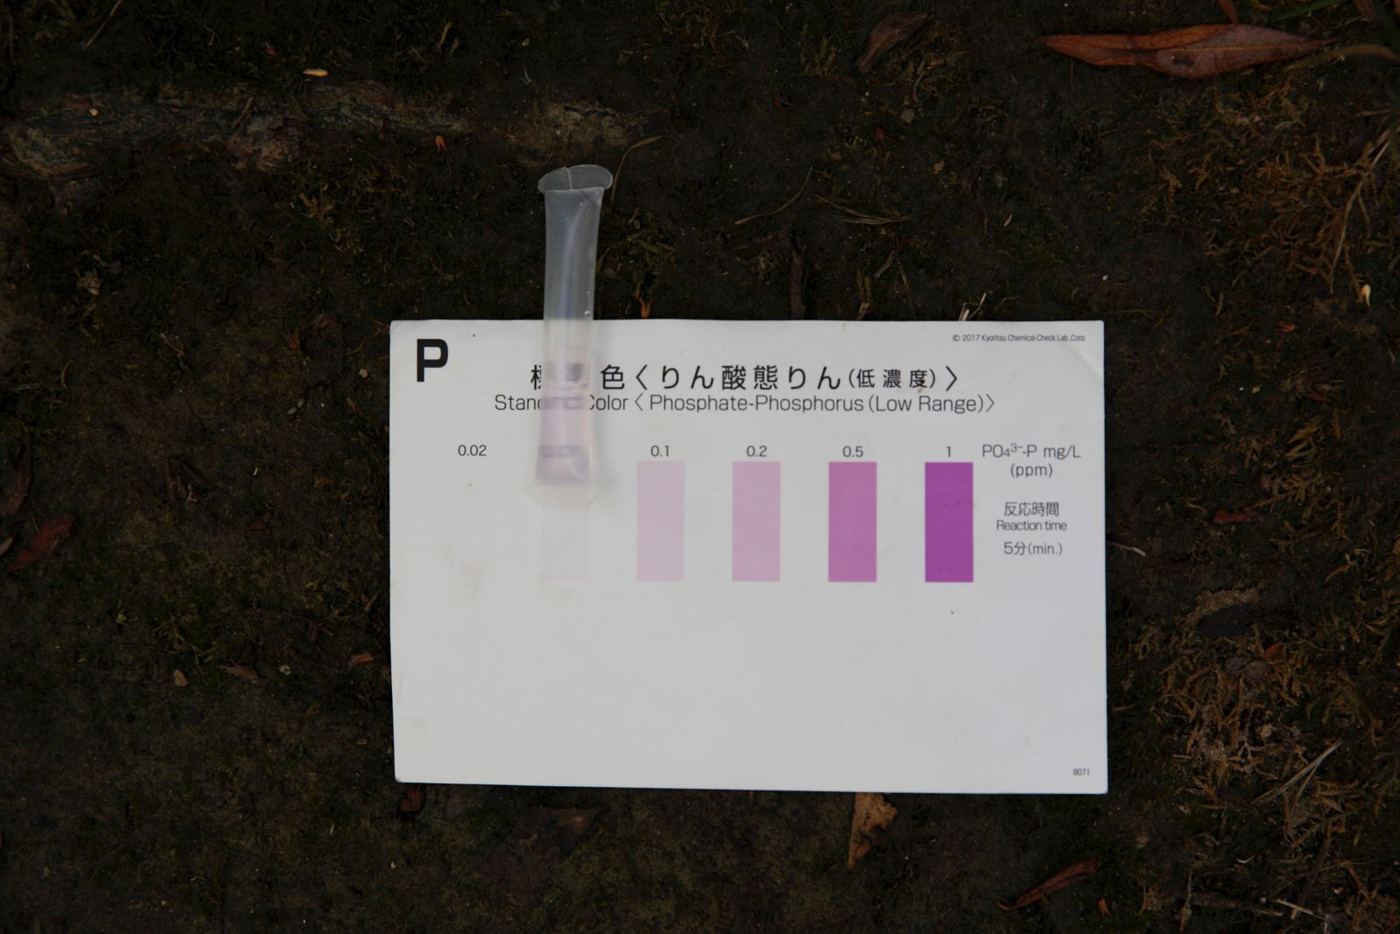 P
© 2017 Kyoritsu Chemical-Check Lab.,Corp.
標 色〈りん酸態りん(低濃度)〉
Color〈Phosphate-Phosphorus(Low Range)〉
0.02 0.1 0.2 0.5 1 PO₄³⁻-P mg/L
(ppm)
反応時間
Reaction time
5分(min.)